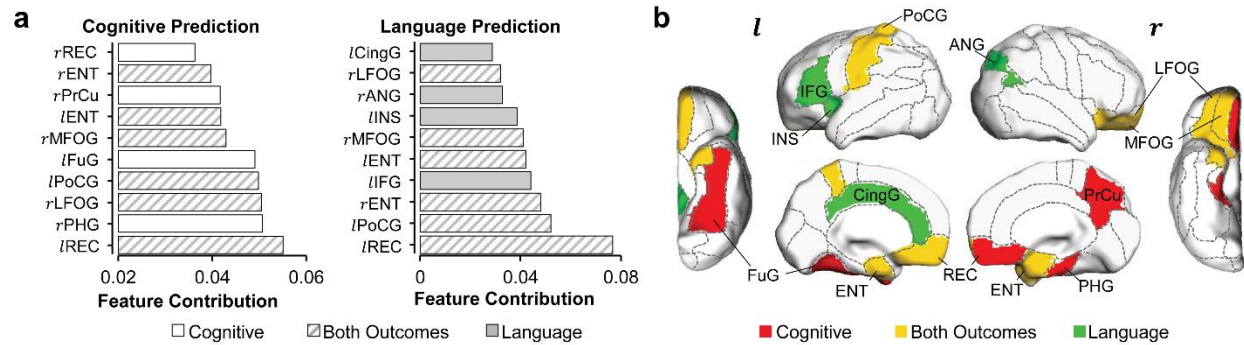 a
Cognitive Prediction
rREC
rENT
rPrCu
lENT
rMFOG
lFuG
lPoCG
rLFOG
rPHG
lREC
0.02
0.04
0.06
Feature Contribution
Language Prediction
lCingG
rLFOG
rANG
lINS
rMFOG
lENT
lIFG
rENT
lPoCG
lREC
0
0.04
0.08
Feature Contribution
Cognitive
Both Outcomes
Language
b
l
PoCG
r
ANG
LFOG
IFG
INS
MFOG
CingG
PrCu
FuG
ENT
REC
ENT
PHG
Cognitive
Both Outcomes
Language